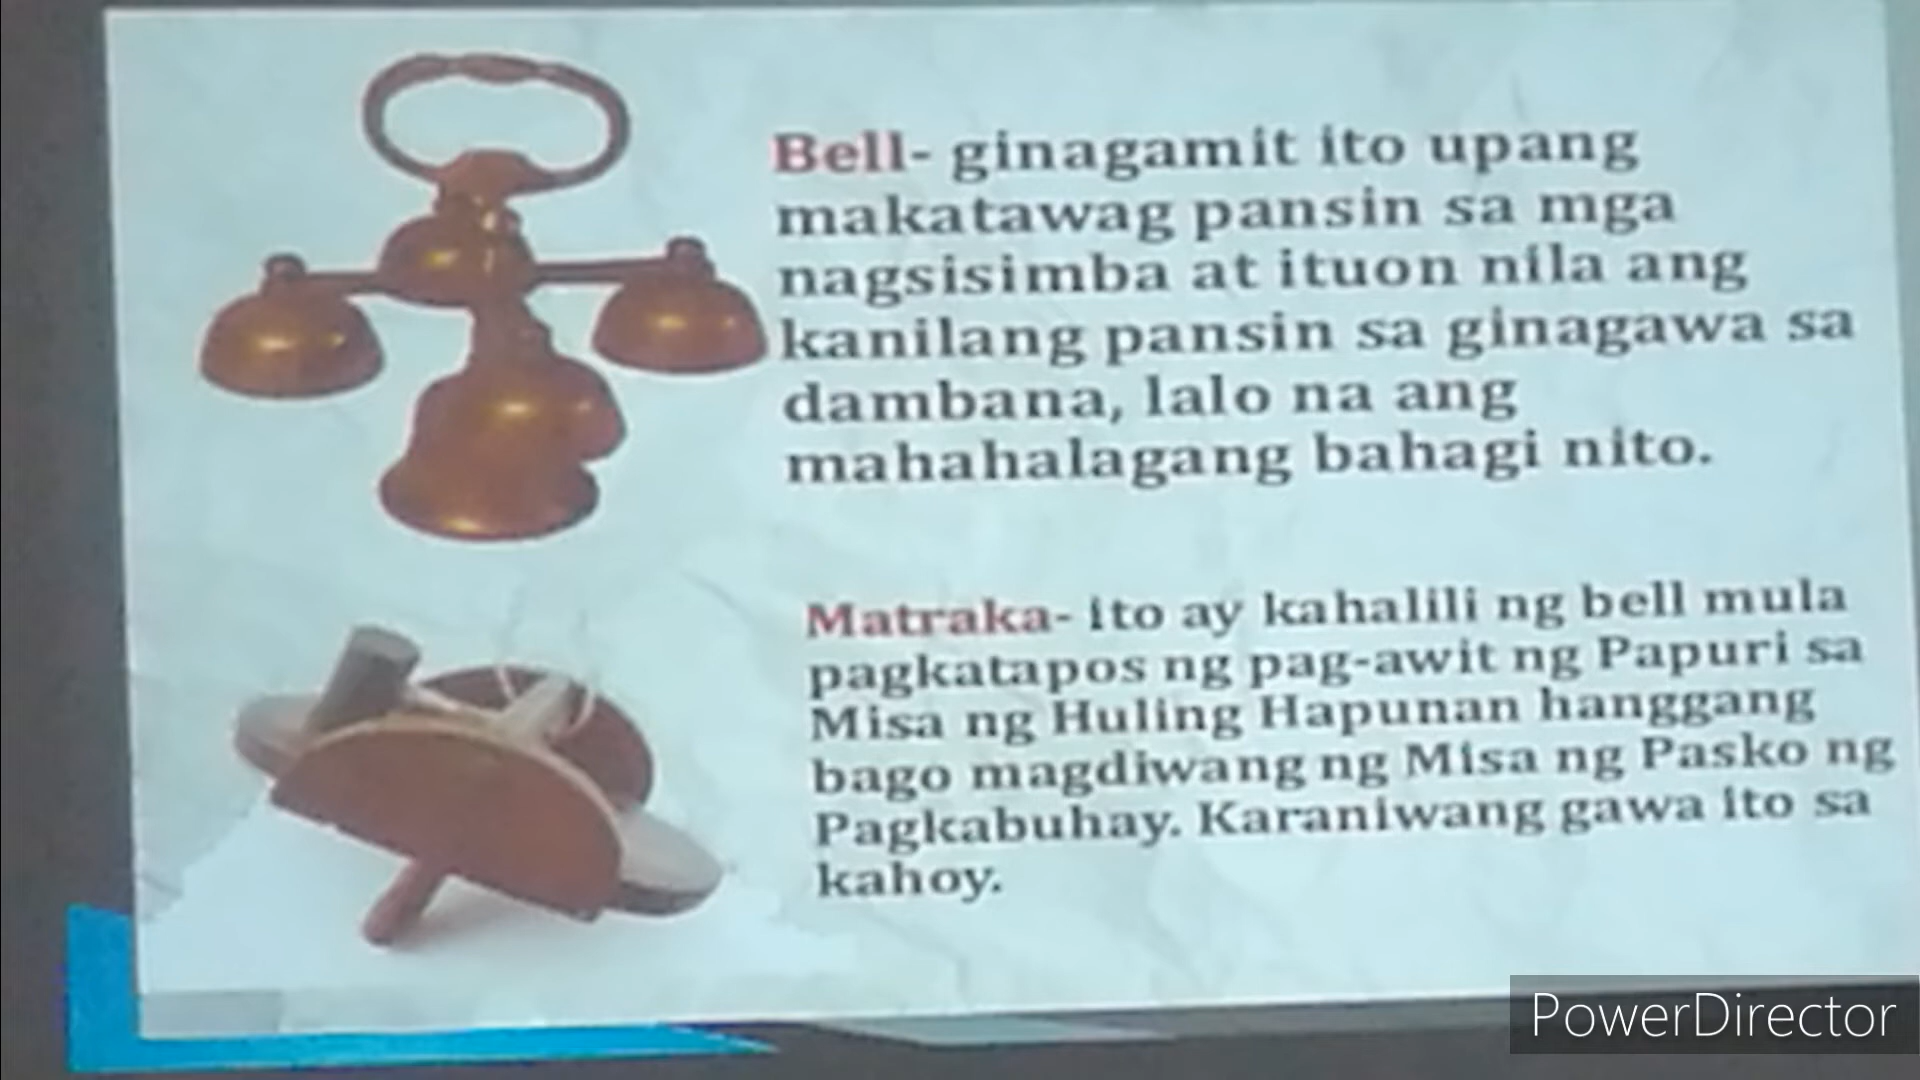 Bell- ginagamit ito upang
makatawag pansin sa mga
nagsisimba at ituon nila ang
kanilang pansin sa ginagawa sa
dambana, lalo na ang
mahahalagang bahagi nito.
Matraka- ito ay kahalili ng bell mula
pagkatapos ng pag-awit ng Papuri sa
Misa ng Huling Hapunan hanggang
bago magdiwang ng Misa ng Pasko ng
Pagkabuhay. Karaniwang gawa ito sa
kahoy.
PowerDirector